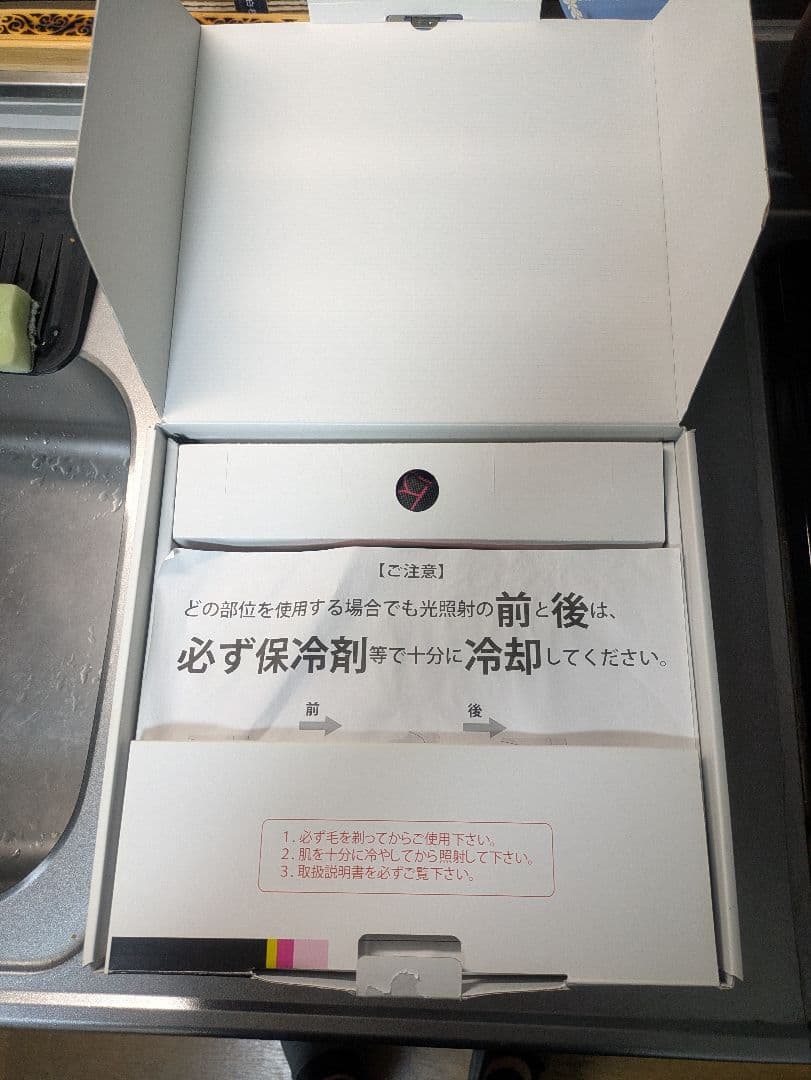 【ご注意】
どの部位を使用する場合でも光照射の前と後は、
必ず保冷剤等で十分に冷却してください。
前
後
1. 必ず毛を剃ってからご使用下さい。
2. 肌を十分に冷やしてから照射して下さい。
3. 取扱説明書を必ずご覧下さい。